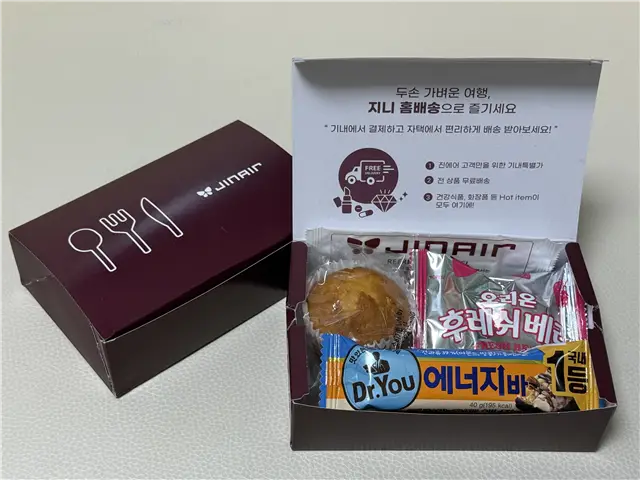 JINAIR
두손 가벼운 여행,
지니 홈배송으로 즐기세요
" 기내에서 결제하고 자택에서 편리하게 배송 받아보세요! "
FREE
DELIVERY
1 진에어 고객만을 위한 기내특별가
2 전 상품 무료배송
3 건강식품, 화장품 등 Hot item이
모두 여기에!
JINAIR
오리온
후레쉬베
Dr.You
에너지바
40 g(195 kcal)
국내
1등